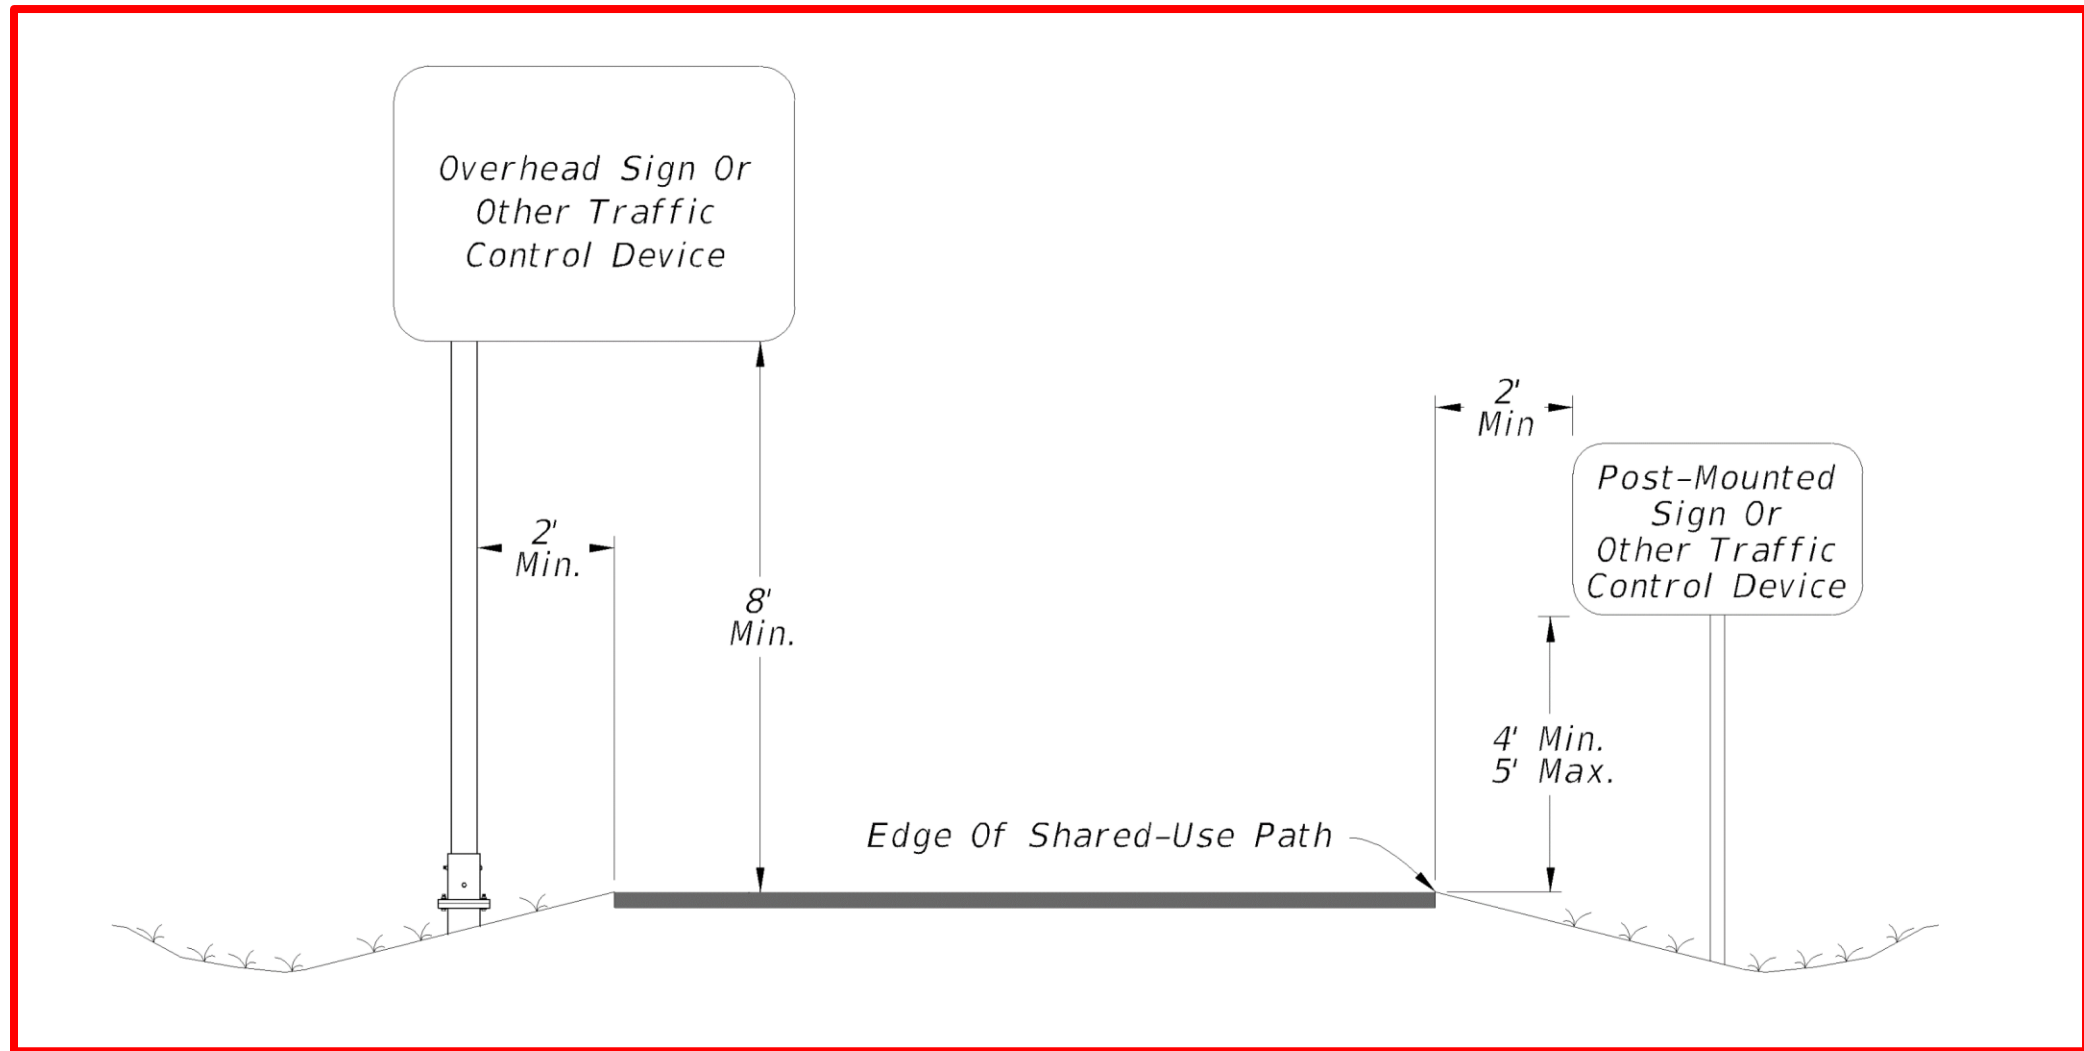 Overhead Sign Or
Other Traffic
Control Device
2'
Min.
8'
Min.
2'
Min
Post-Mounted
Sign Or
Other Traffic
Control Device
4' Min.
5' Max.
Edge Of Shared-Use Path